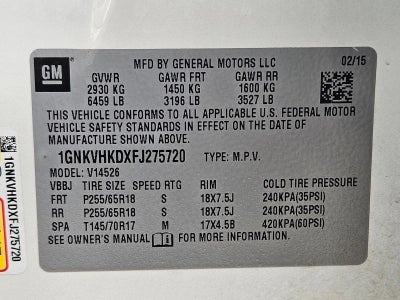 GM
MFD BY GENERAL MOTORS LLC 02/15
GVWR GAWR FRT GAWR RR
2930 KG 1450 KG 1600 KG
6459 LB 3196 LB 3527 LB
THIS VEHICLE CONFORMS TO ALL APPLICABLE U.S. FEDERAL MOTOR
VEHICLE SAFETY STANDARDS IN EFFECT ON THE DATE OF
MANUFACTURE SHOWN ABOVE.
1GNKVHKDXFJ275720 TYPE: M.P.V.
MODEL: V14526
VBBJ TIRE SIZE SPEED RTG RIM COLD TIRE PRESSURE
FRT P255/65R18 S 18X7.5J 240KPA(35PSI)
RR P255/65R18 S 18X7.5J 240KPA(35PSI)
SPA T145/70R17 M 17X4.5B 420KPA(60PSI)
SEE OWNER'S MANUAL FOR MORE INFORMATION.
1GNKVHKDXFJ275720